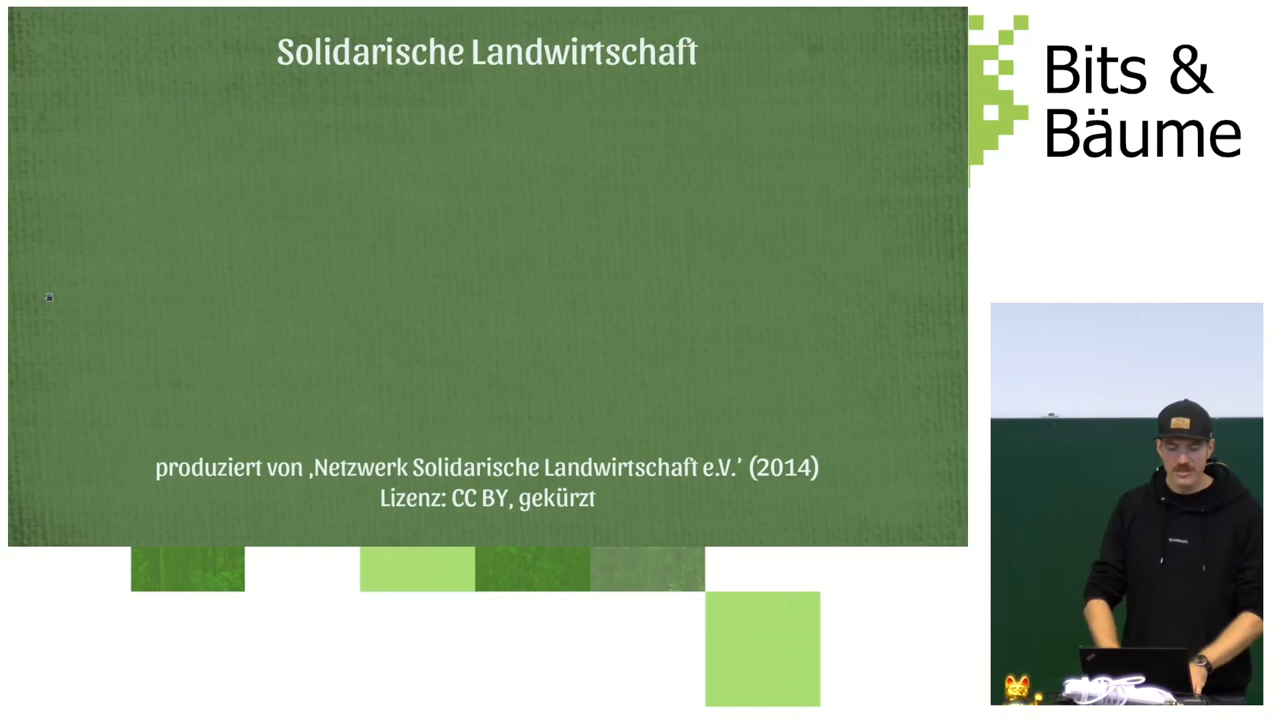 Solidarische Landwirtschaft
Bits &
Bäume
produziert von ‚Netzwerk Solidarische Landwirtschaft e.V.’ (2014)
Lizenz: CC BY, gekürzt